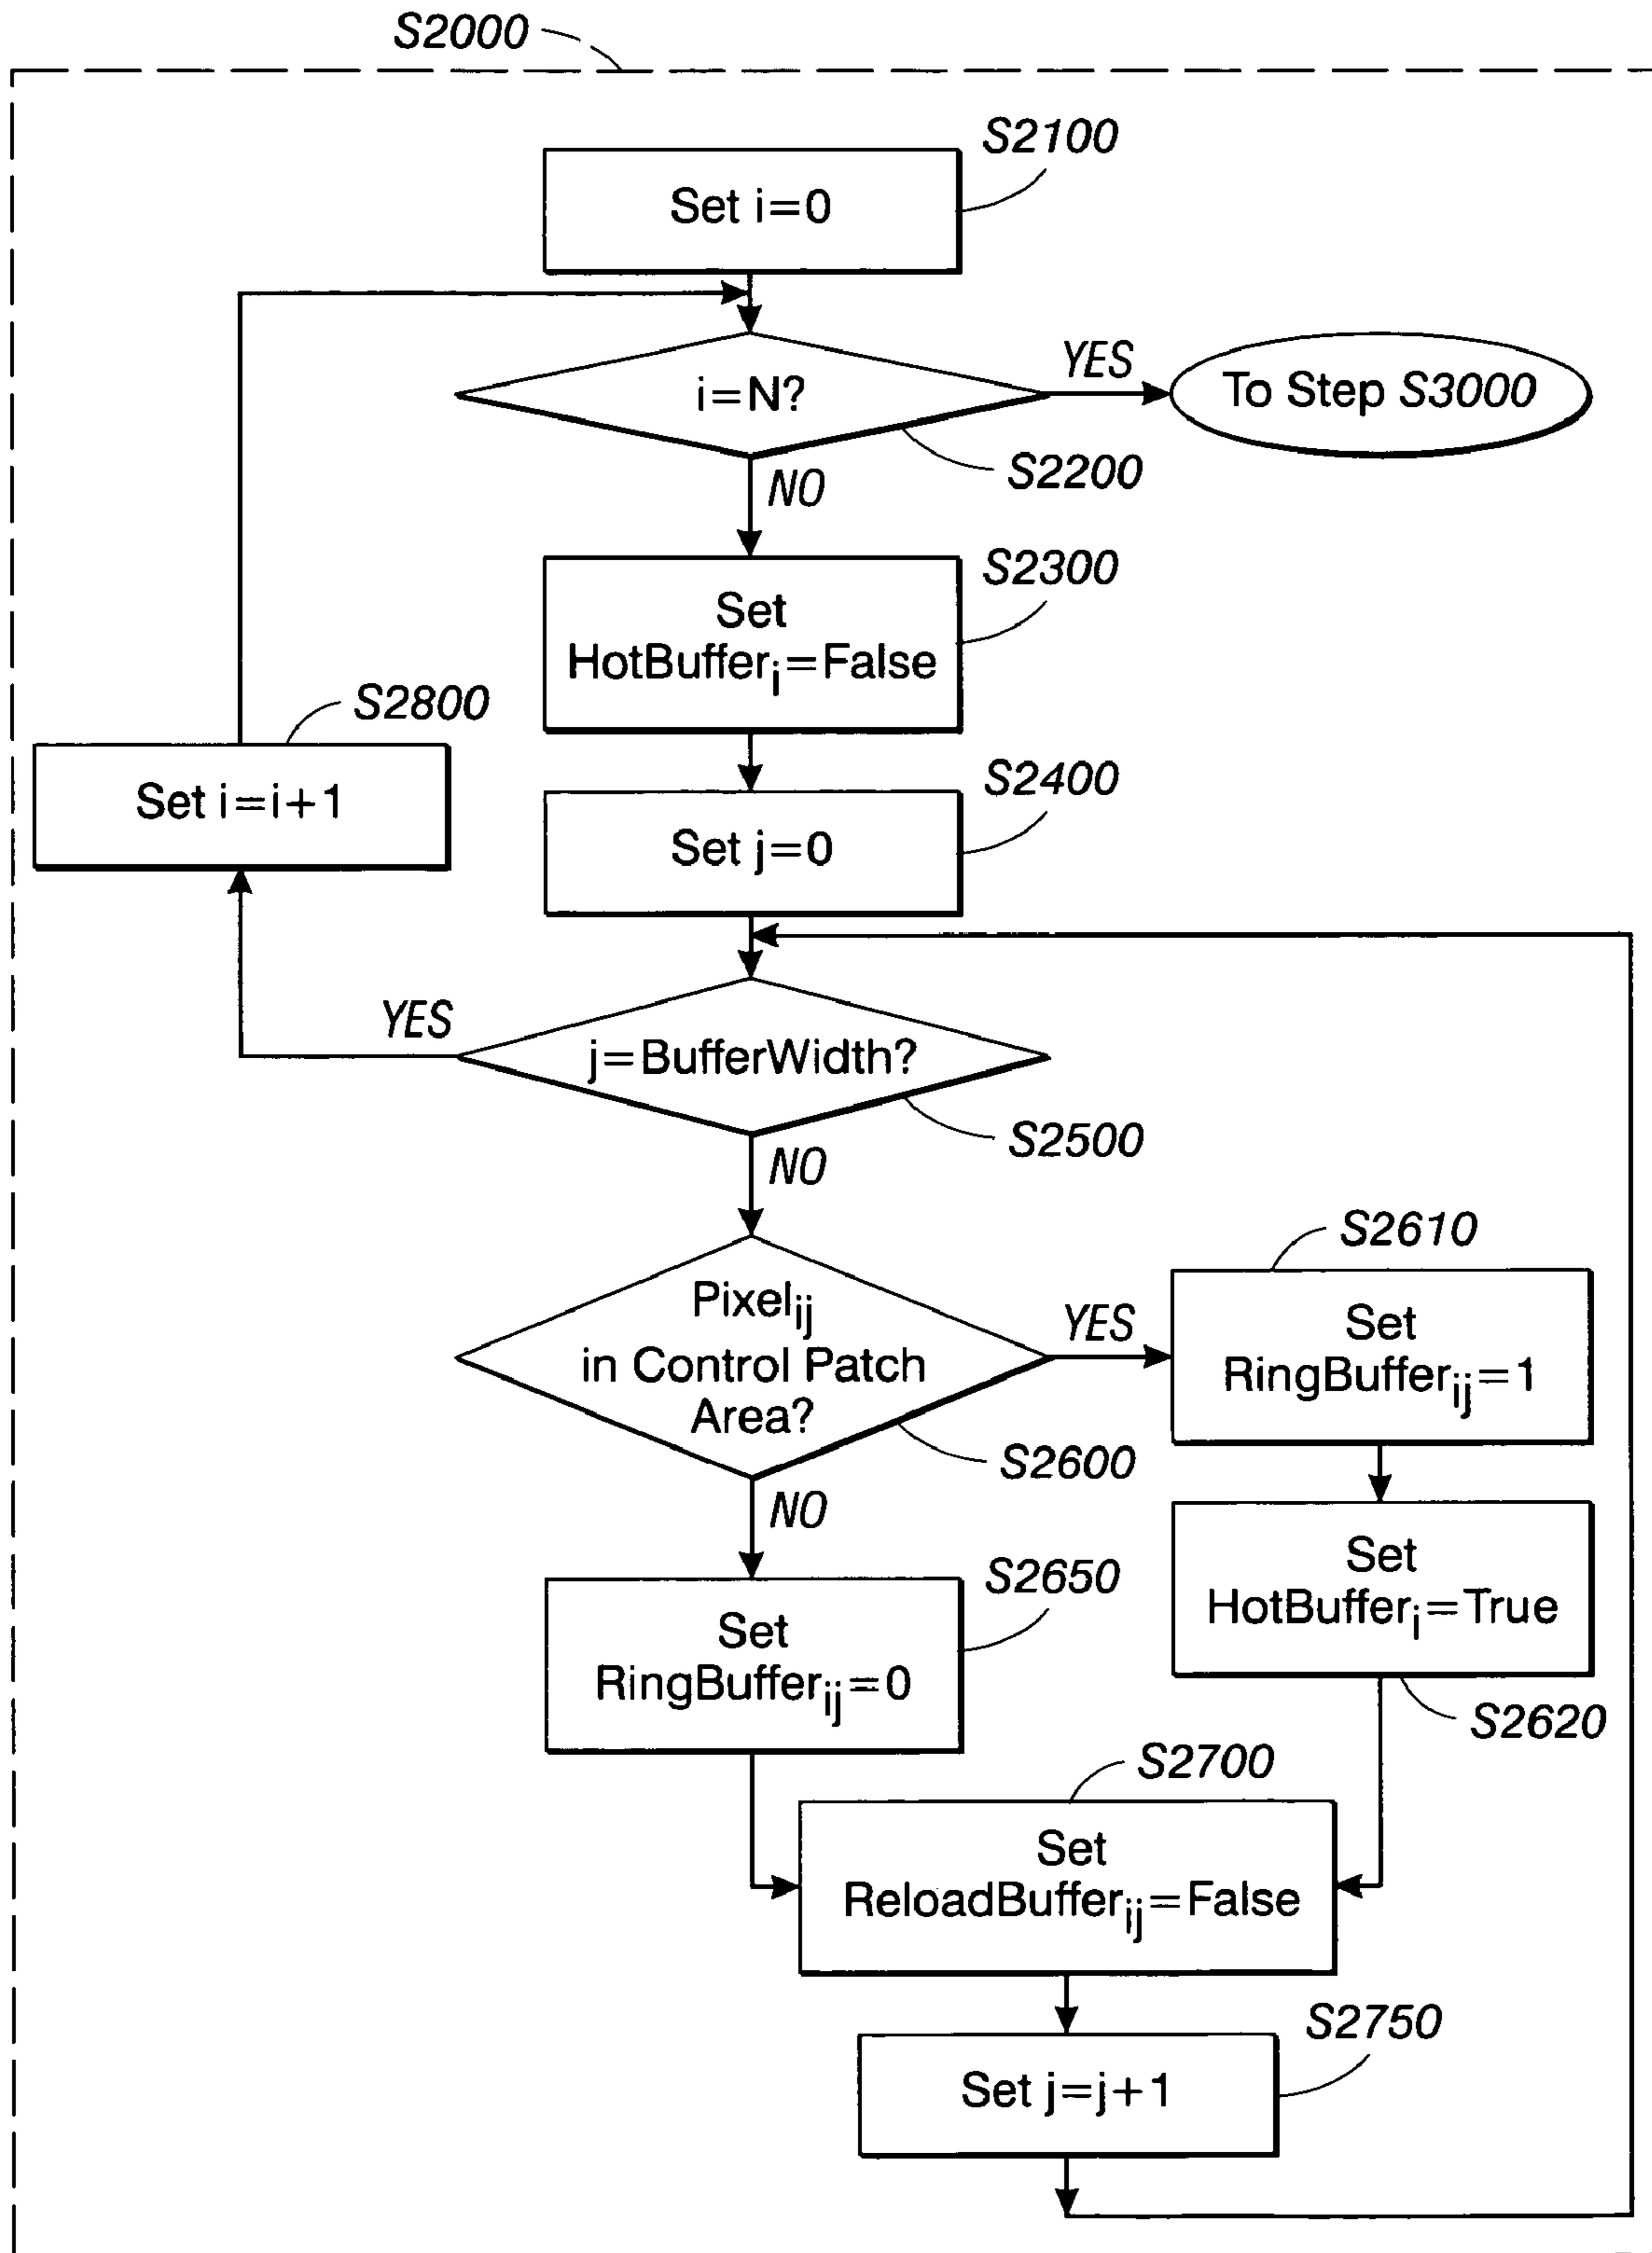 S2000
S2100
Set i=0
i=N?
YES
To Step S3000
S2200
NO
S2300
Set
HotBufferi=False
S2800
Set i=i+1
S2400
Set j=0
YES
j=BufferWidth?
S2500
NO
S2610
Pixelij
in Control Patch
Area?
YES
Set
RingBufferij=1
S2600
NO
Set
HotBufferi=True
S2650
Set
RingBufferij=0
S2620
S2700
Set
ReloadBufferij=False
S2750
Set j=j+1